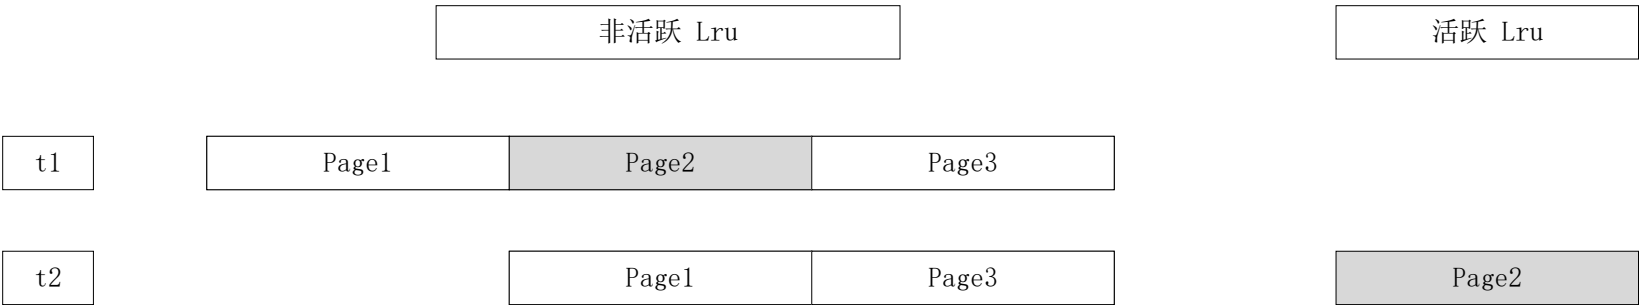 非活跃 Lru
活跃 Lru
t1
Page1
Page2
Page3
t2
Page1
Page3
Page2